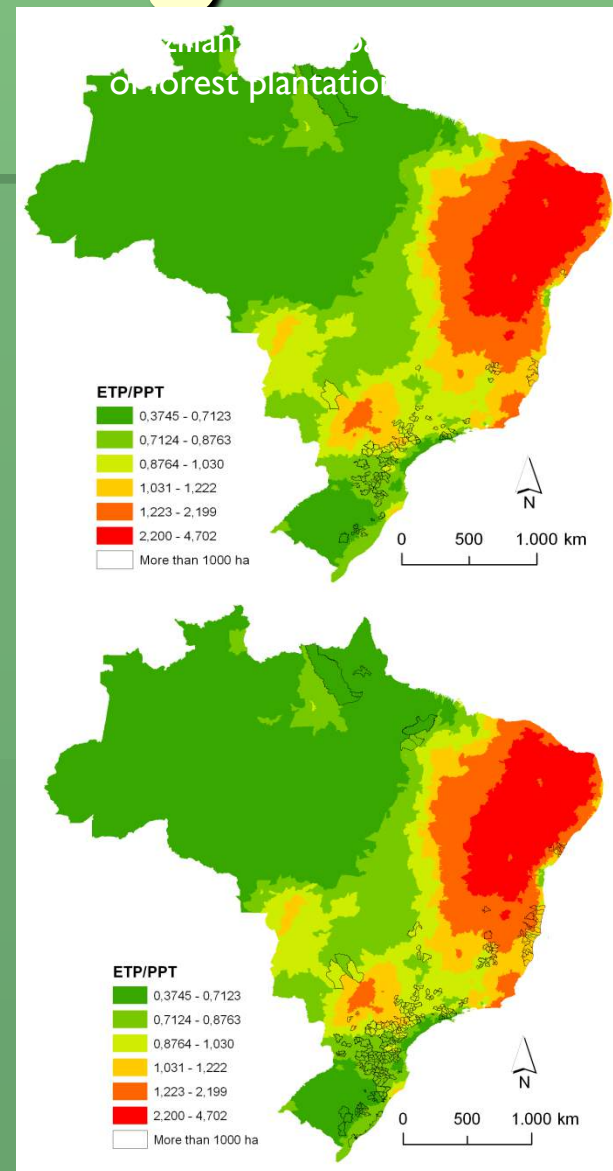 of forest plantation
ETP/PPT
0,3745 - 0,7123
0,7124 - 0,8763
0,8764 - 1,030
1,031 - 1,222
1,223 - 2,199
2,200 - 4,702
More than 1000 ha
N
0 500 1.000 km
ETP/PPT
0,3745 - 0,7123
0,7124 - 0,8763
0,8764 - 1,030
1,031 - 1,222
1,223 - 2,199
2,200 - 4,702
More than 1000 ha
N
0 500 1.000 km